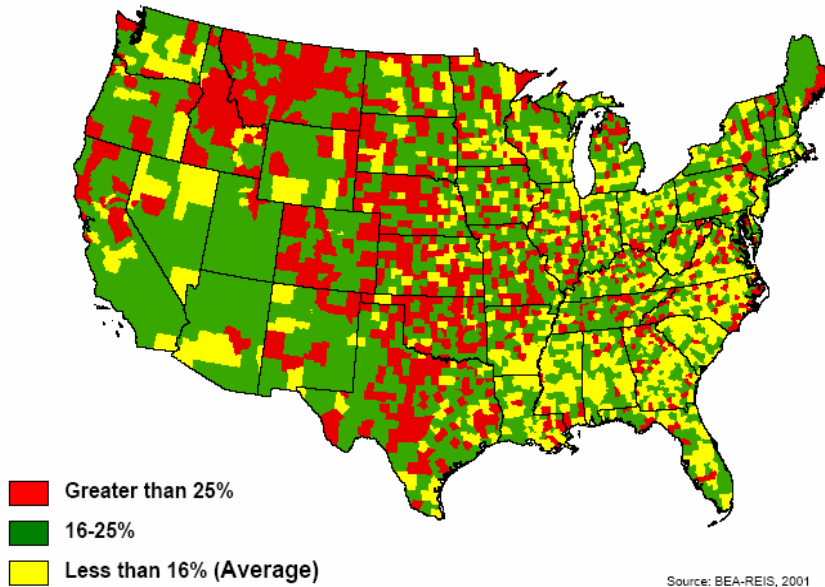 Greater than 25%
16-25%
Less than 16% (Average)
Source: BEA-REIS, 2001